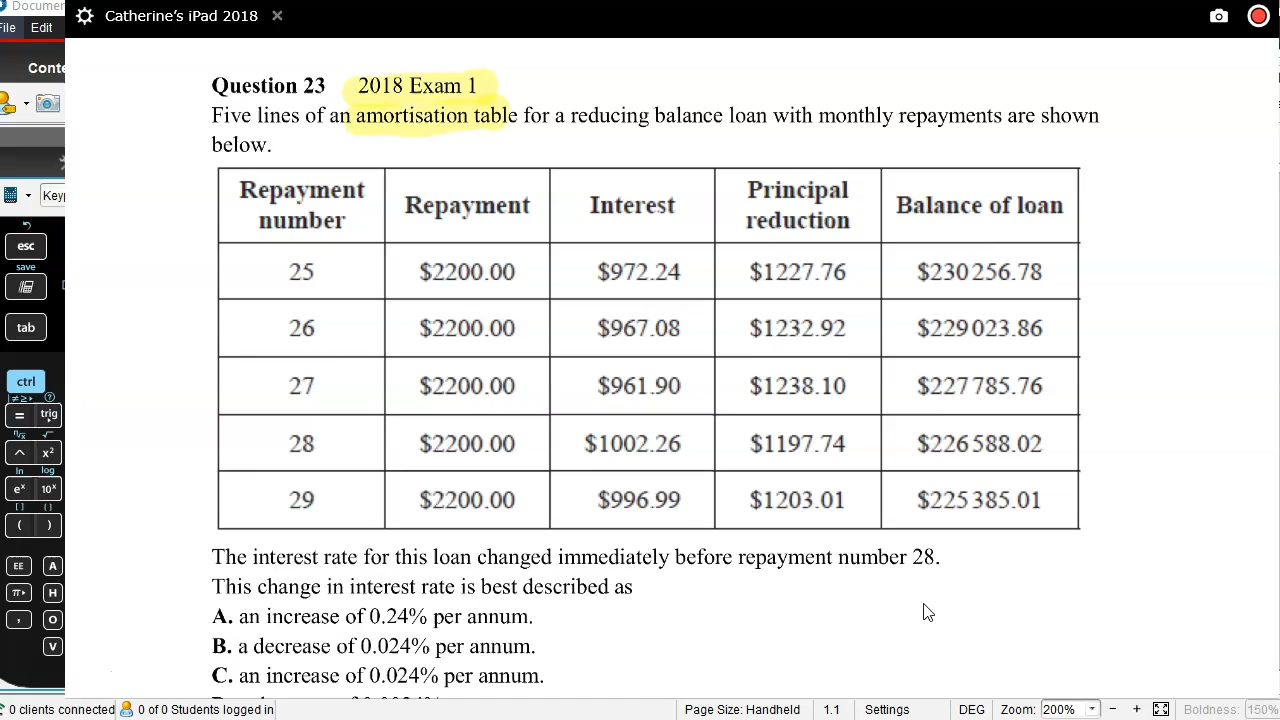 Documen
Catherine's iPad 2018
File Edit
Conte
Key
esc
save
tab
ctrl
= trig
^ x²
ln log
eˣ 10ˣ
[ ] { }
( )
EE A
π▸ H
, O
V
Question 23 2018 Exam 1
Five lines of an amortisation table for a reducing balance loan with monthly repayments are shown
below.
Repayment number Repayment Interest Principal reduction Balance of loan
25 $2200.00 $972.24 $1227.76 $230 256.78
26 $2200.00 $967.08 $1232.92 $229 023.86
27 $2200.00 $961.90 $1238.10 $227 785.76
28 $2200.00 $1002.26 $1197.74 $226 588.02
29 $2200.00 $996.99 $1203.01 $225 385.01
The interest rate for this loan changed immediately before repayment number 28.
This change in interest rate is best described as
A. an increase of 0.24% per annum.
B. a decrease of 0.024% per annum.
C. an increase of 0.024% per annum.
0 clients connected 0 of 0 Students logged in Page Size: Handheld 1.1 Settings DEG Zoom: 200% − + Boldness: 150%